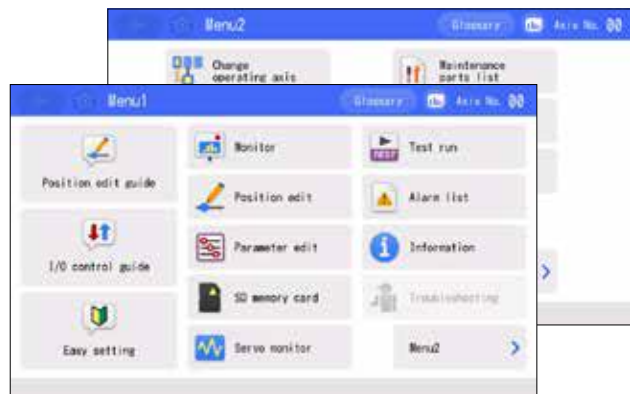 Menu2
Glossary
Axis No. 00
Change
operating axis
Maintenance
parts list
Menu1
Glossary
Axis No. 00
Position edit guide
I/O control guide
Easy setting
Monitor
Position edit
Parameter edit
SD memory card
Servo monitor
TEST
Test run
Alarm list
Information
Troubleshooting
Menu2